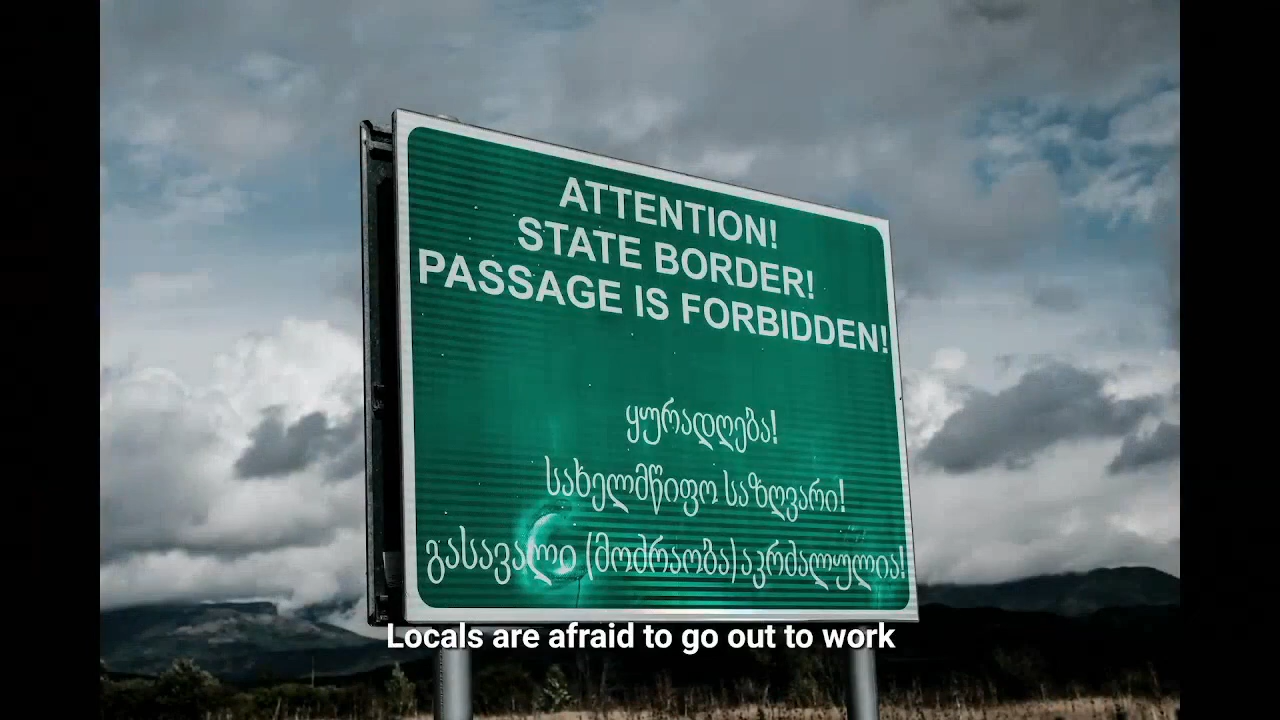 ATTENTION!
STATE BORDER!
PASSAGE IS FORBIDDEN!
ყურადღება!
სახელმწიფო საზღვარი!
გასავალი (მოძრაობა) აკრძალულია!
Locals are afraid to go out to work